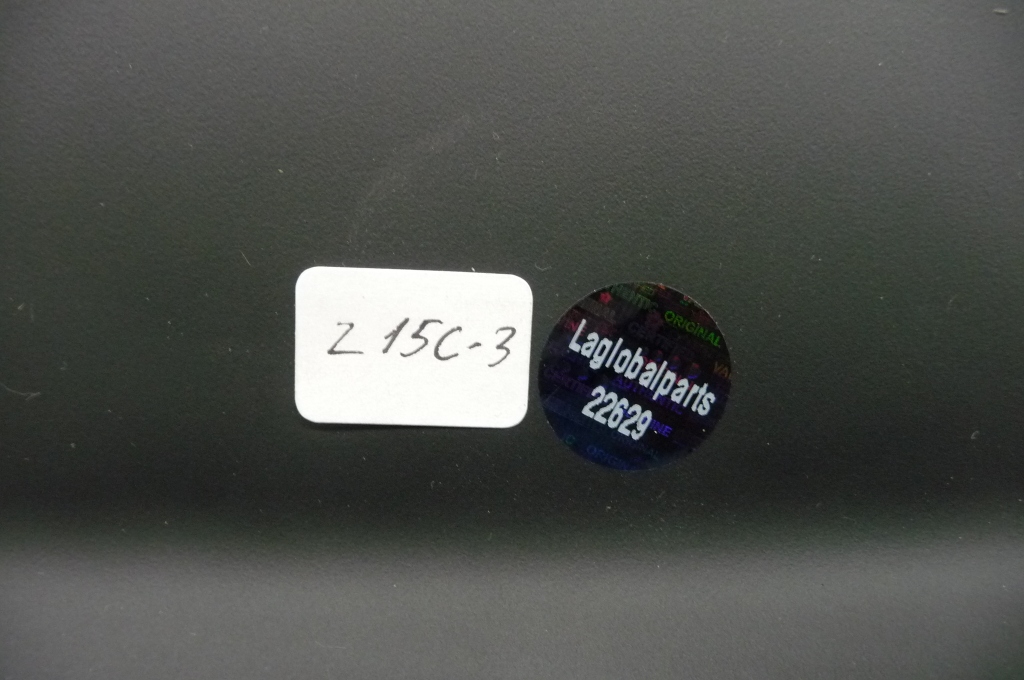 Z 15C-3
ORIGINAL
Laglobalparts
22629